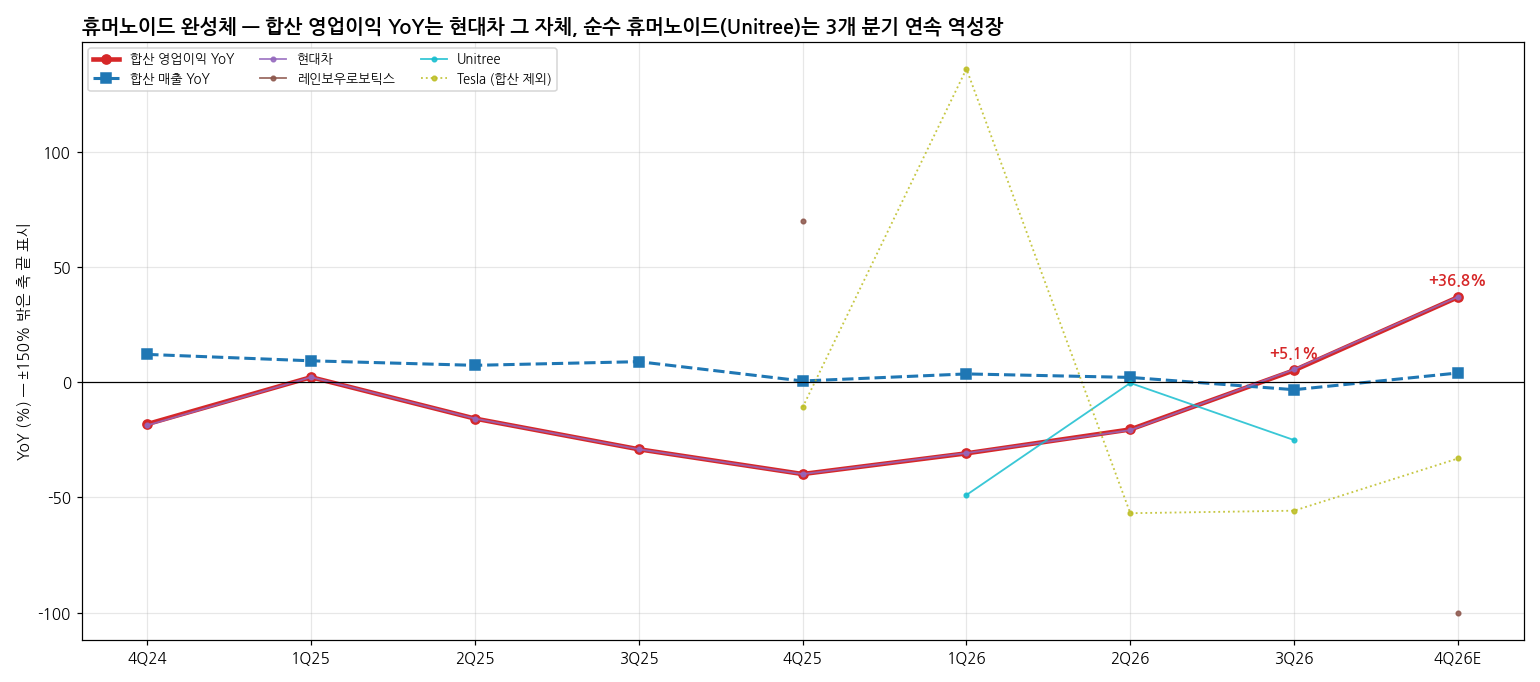 휴머노이드 완성체 — 합산 영업이익 YoY는 현대차 그 자체, 순수 휴머노이드(Unitree)는 3개 분기 연속 역성장
합산 영업이익 YoY
합산 매출 YoY
현대차
레인보우로보틱스
Unitree
Tesla (합산 제외)
YoY (%) — ±150% 밖은 축 끝 표시
100
50
0
-50
-100
+5.1%
+36.8%
4Q24
1Q25
2Q25
3Q25
4Q25
1Q26
2Q26
3Q26
4Q26E